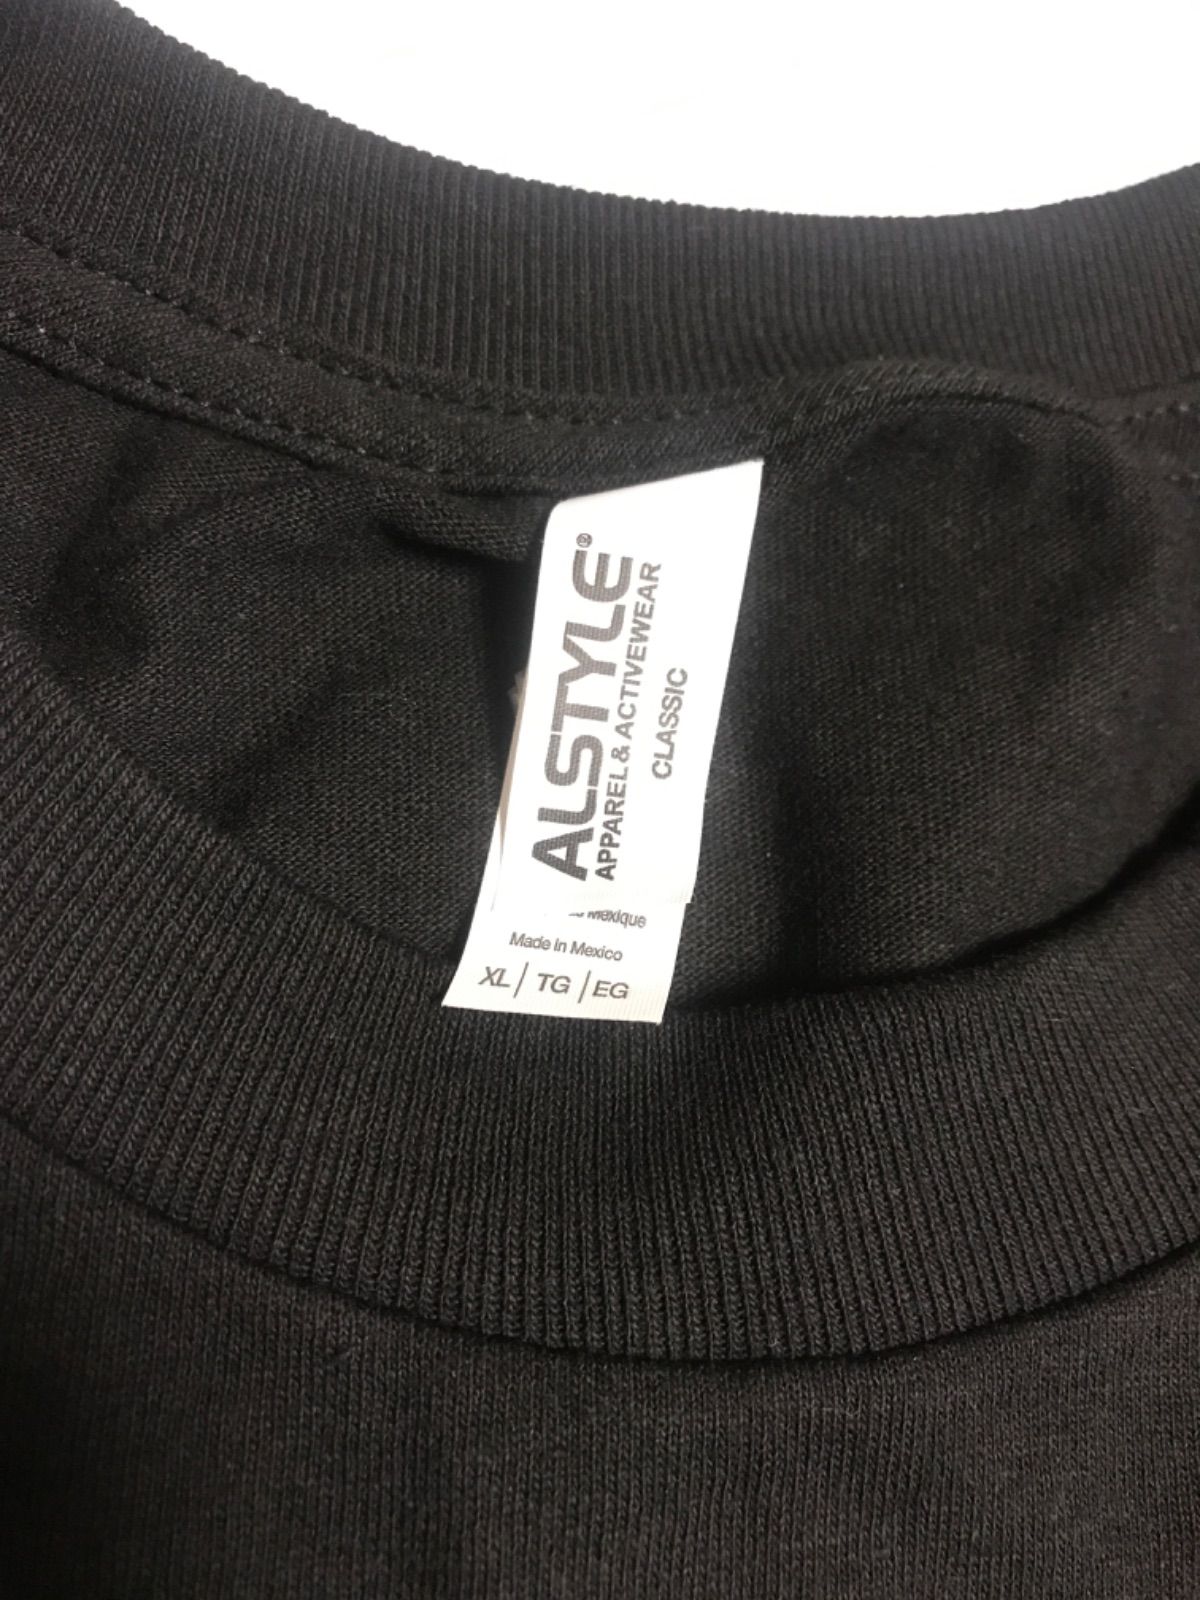 ALSTYLE®
APPAREL & ACTIVEWEAR
CLASSIC
Mexique
Made In Mexico
XL | TG | EG